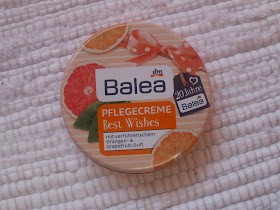 dm
Balea
PFLEGECREME
Best Wishes
mit verführerischem
Orangen- &
Grapefruit-Duft
20 Jahre
Balea